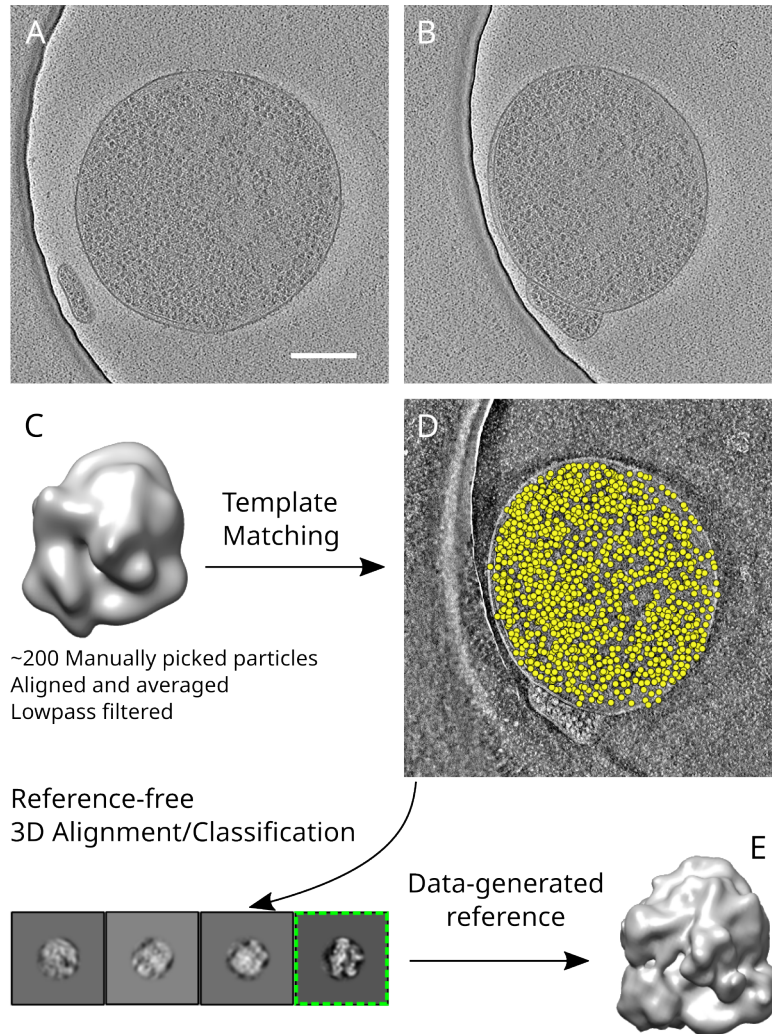 A
B
C
Template
Matching
D
~200 Manually picked particles
Aligned and averaged
Lowpass filtered
Reference-free
3D Alignment/Classification
E
Data-generated
reference